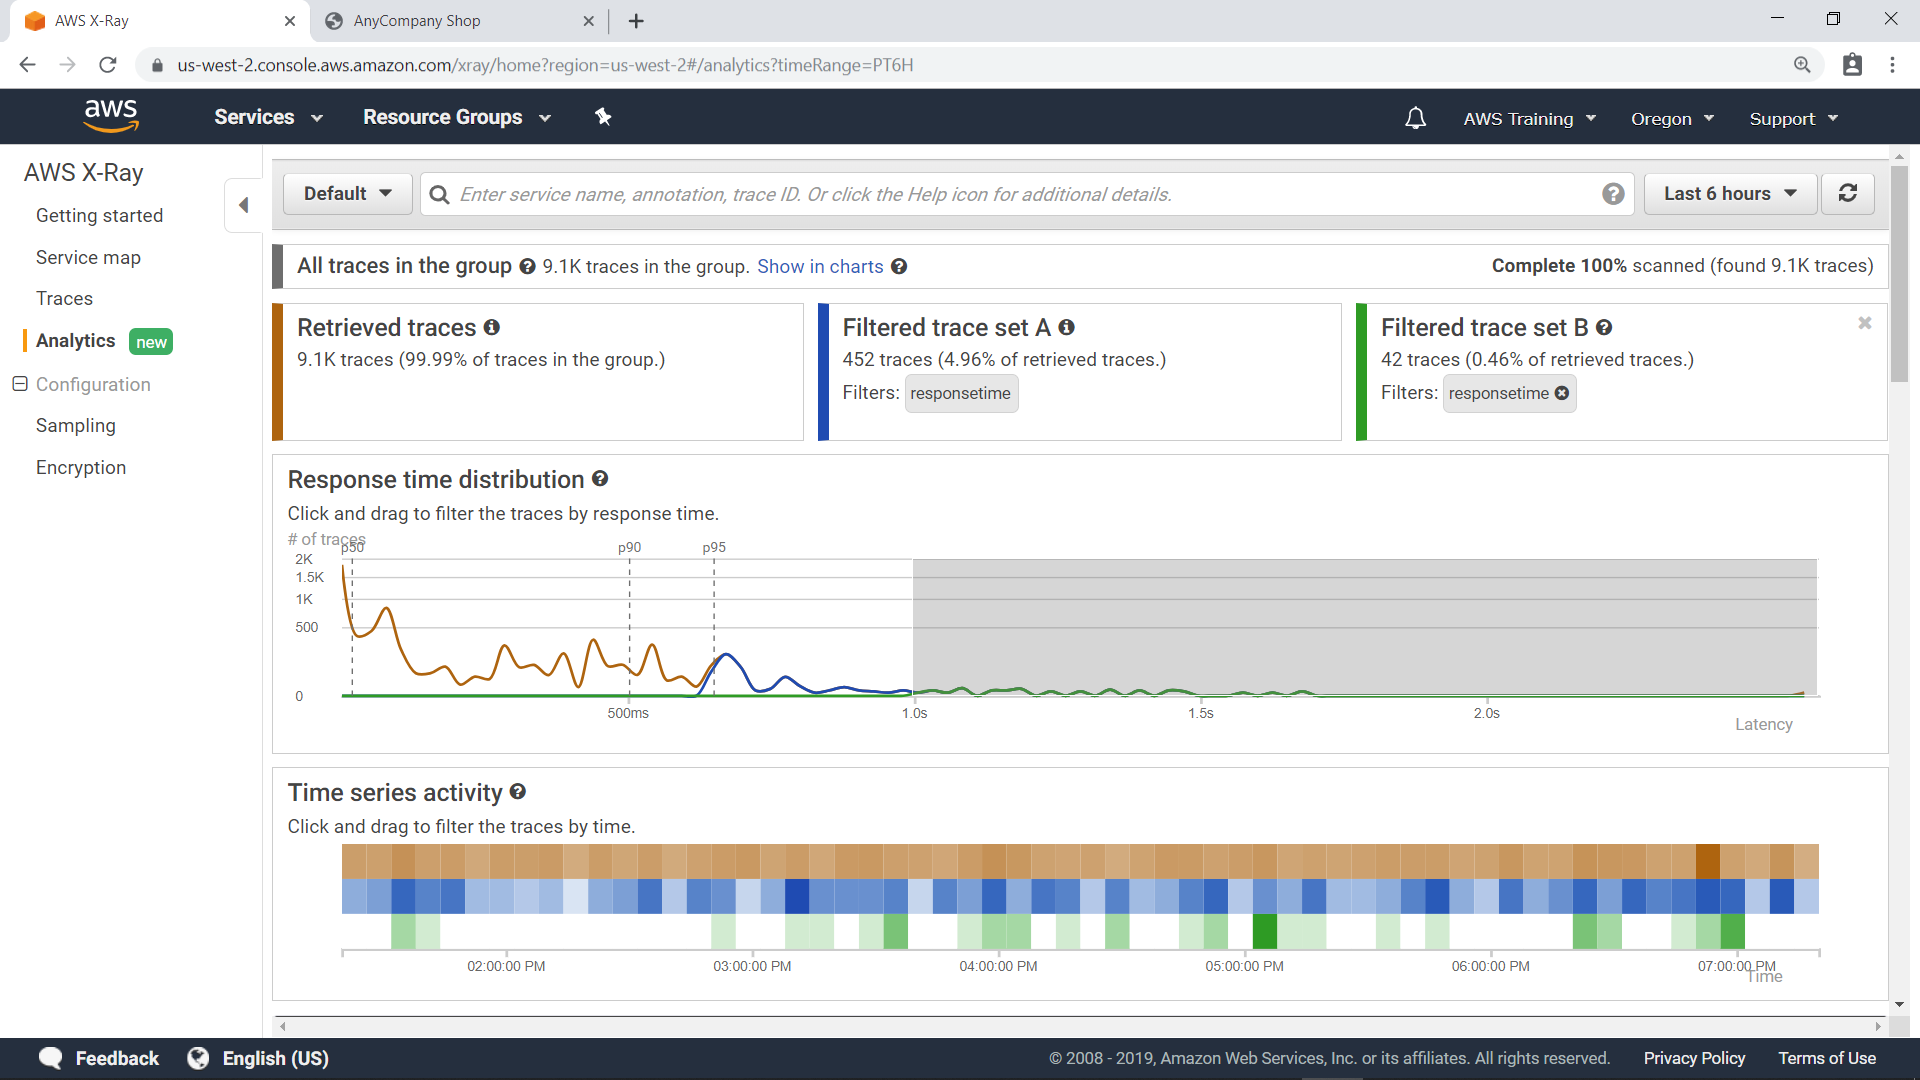 AWS X-Ray
AnyCompany Shop
us-west-2.console.aws.amazon.com/xray/home?region=us-west-2#/analytics?timeRange=PT6H
aws
Services
Resource Groups
AWS Training
Oregon
Support
AWS X-Ray
Getting started
Service map
Traces
Analytics new
Configuration
Sampling
Encryption
Default
Enter service name, annotation, trace ID. Or click the Help icon for additional details.
Last 6 hours
All traces in the group 9.1K traces in the group. Show in charts
Complete 100% scanned (found 9.1K traces)
Retrieved traces
9.1K traces (99.99% of traces in the group.)
Filtered trace set A
452 traces (4.96% of retrieved traces.)
Filters: responsetime
Filtered trace set B
42 traces (0.46% of retrieved traces.)
Filters: responsetime
Response time distribution
Click and drag to filter the traces by response time.
# of traces
p50 p90 p95
2K
1.5K
1K
500
0
500ms 1.0s 1.5s 2.0s
Latency
Time series activity
Click and drag to filter the traces by time.
02:00:00 PM 03:00:00 PM 04:00:00 PM 05:00:00 PM 06:00:00 PM 07:00:00 PM
Time
Feedback
English (US)
© 2008 - 2019, Amazon Web Services, Inc. or its affiliates. All rights reserved.
Privacy Policy
Terms of Use